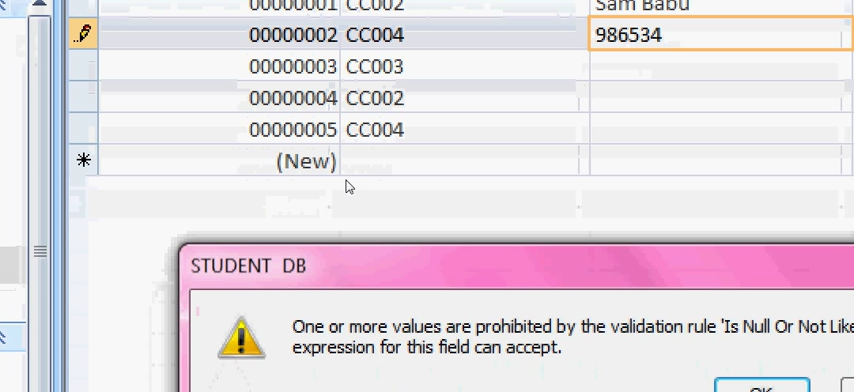 00000001 CC002 Sam Babu
00000002 CC004 986534
00000003 CC003
00000004 CC002
00000005 CC004
(New)
STUDENT DB
One or more values are prohibited by the validation rule 'Is Null Or Not Like
expression for this field can accept.
OK